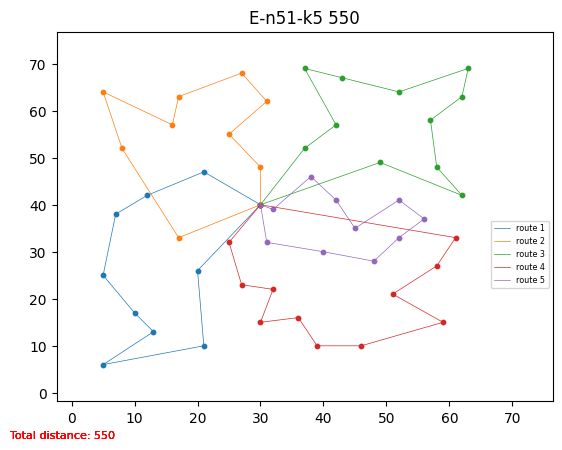 E-n51-k5 550
70
60
50
40
30
20
10
0
route 1
route 2
route 3
route 4
route 5
0 10 20 30 40 50 60 70
Total distance: 550